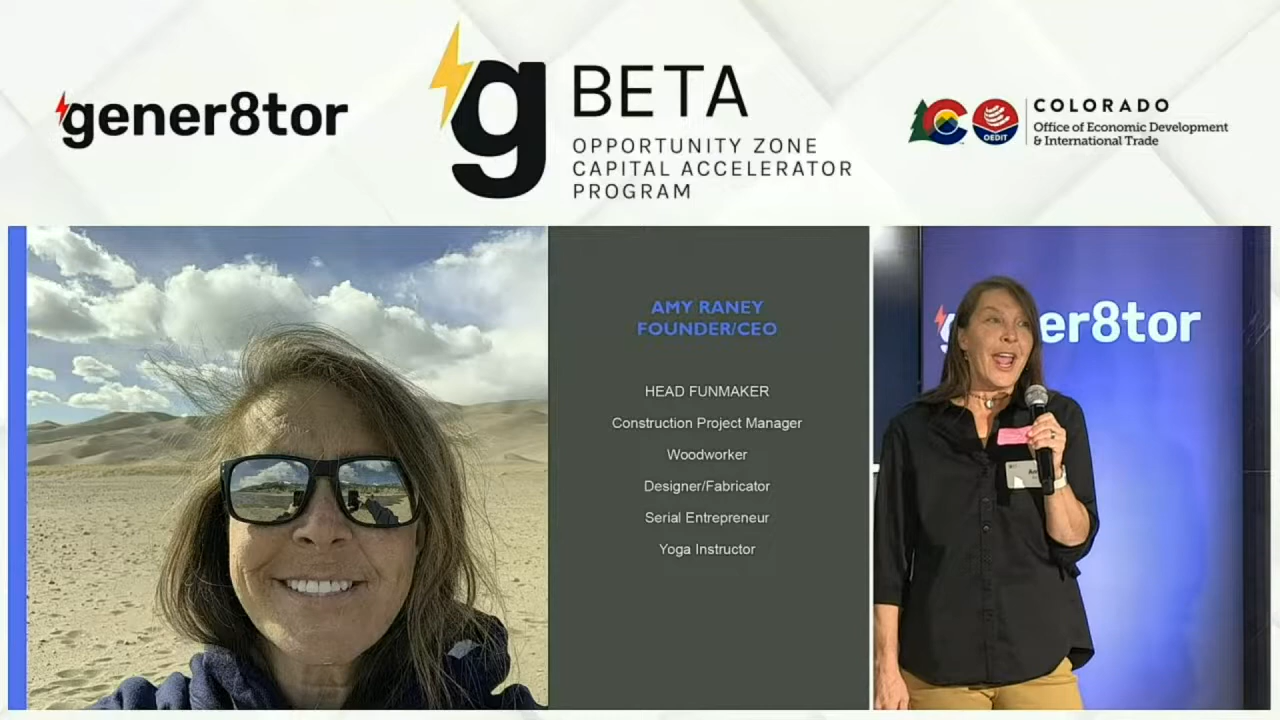 gener8tor
g
BETA
OPPORTUNITY ZONE
CAPITAL ACCELERATOR
PROGRAM
OEDIT
COLORADO
Office of Economic Development
& International Trade
AMY RANEY
FOUNDER/CEO
HEAD FUNMAKER
Construction Project Manager
Woodworker
Designer/Fabricator
Serial Entrepreneur
Yoga Instructor
er8tor